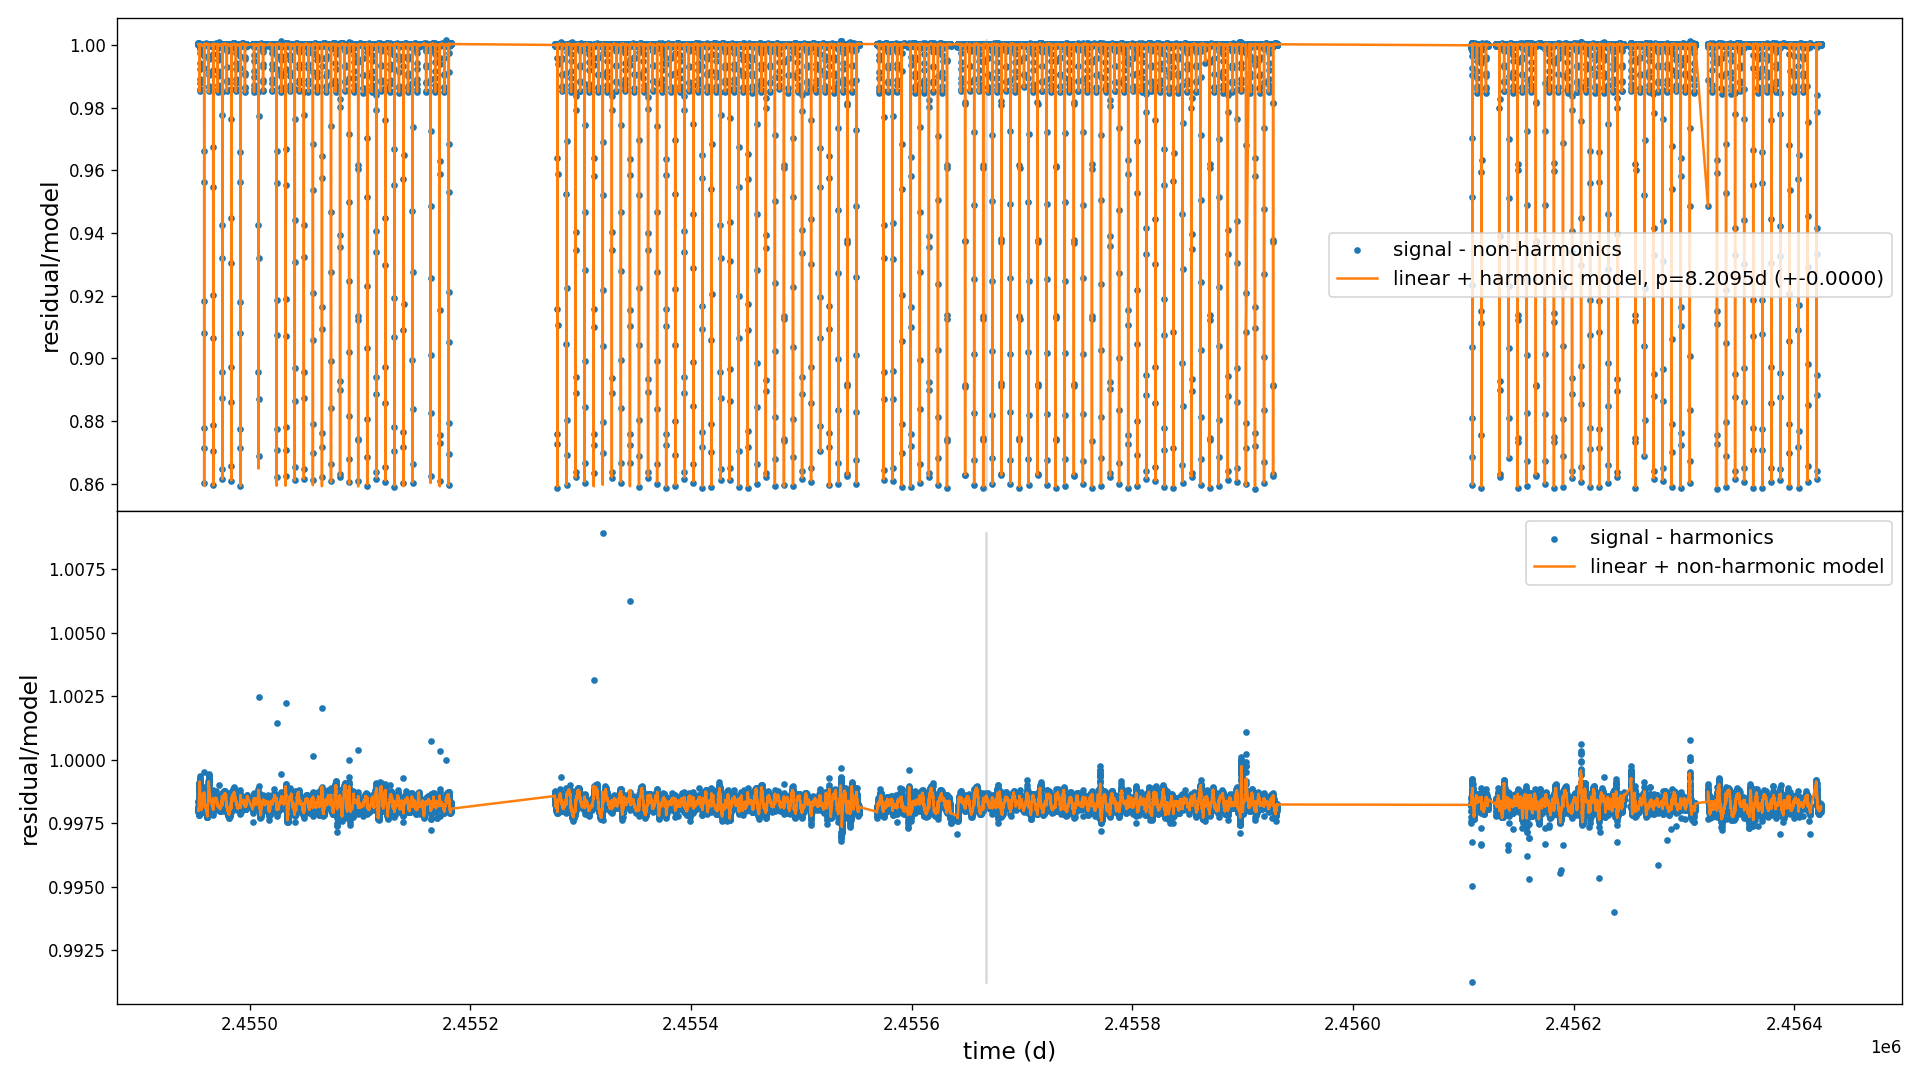 residual/model
1.00
0.98
0.96
0.94
0.92
0.90
0.88
0.86
signal - non-harmonics
linear + harmonic model, p=8.2095d (+-0.0000)
residual/model
1.0075
1.0050
1.0025
1.0000
0.9975
0.9950
0.9925
signal - harmonics
linear + non-harmonic model
2.4550 2.4552 2.4554 2.4556 2.4558 2.4560 2.4562 2.4564
time (d)
1e6